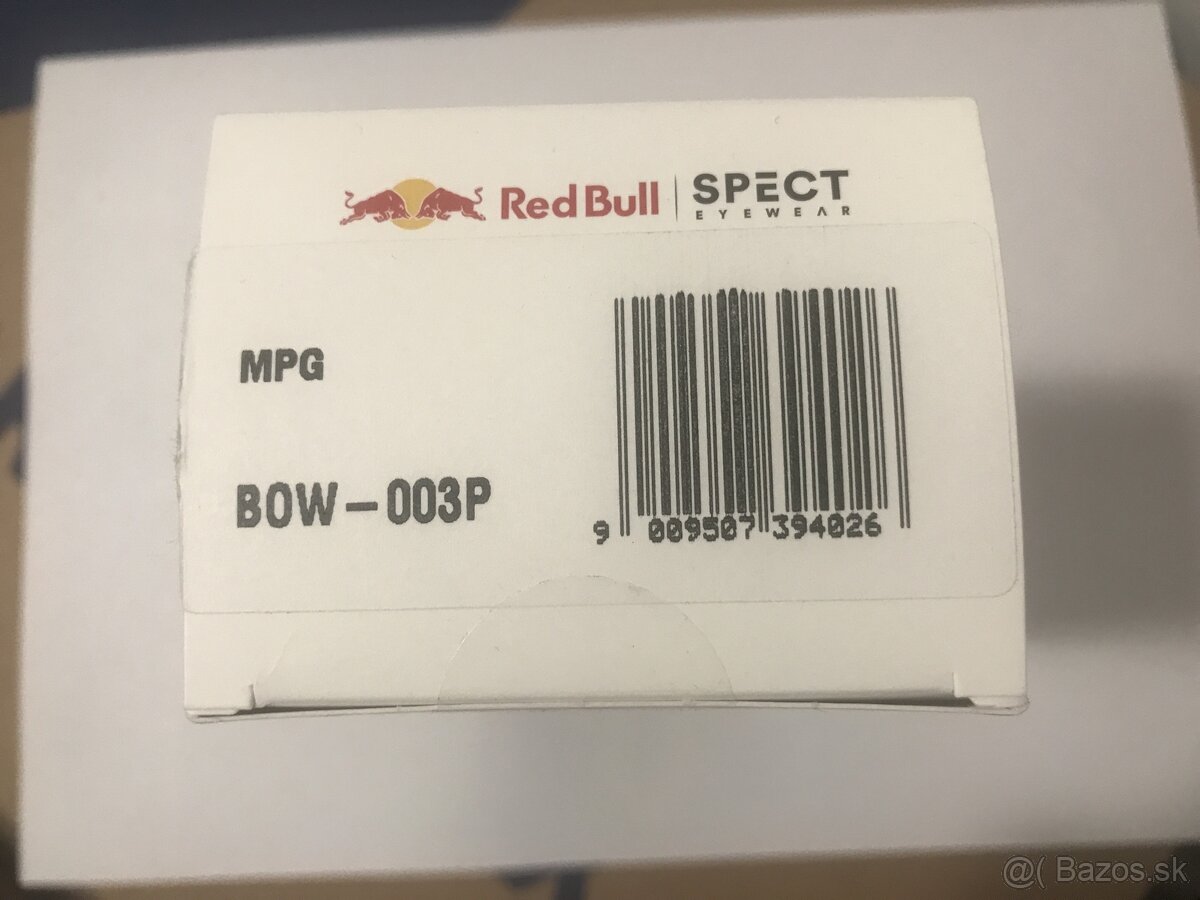 Red Bull | SPECT
EYEWEAR
MPG
BOW-003P
9 009507 394026
@( Bazos.sk